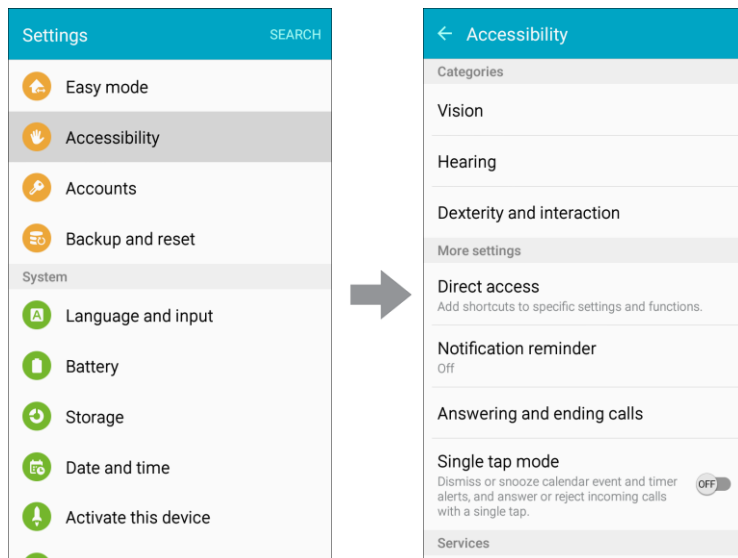 Settings SEARCH
Easy mode
Accessibility
Accounts
Backup and reset
System
A Language and input
Battery
Storage
Date and time
Activate this device
Accessibility
Categories
Vision
Hearing
Dexterity and interaction
More settings
Direct access
Add shortcuts to specific settings and functions.
Notification reminder
Off
Answering and ending calls
Single tap mode
Dismiss or snooze calendar event and timer
alerts, and answer or reject incoming calls
with a single tap.
OFF
Services